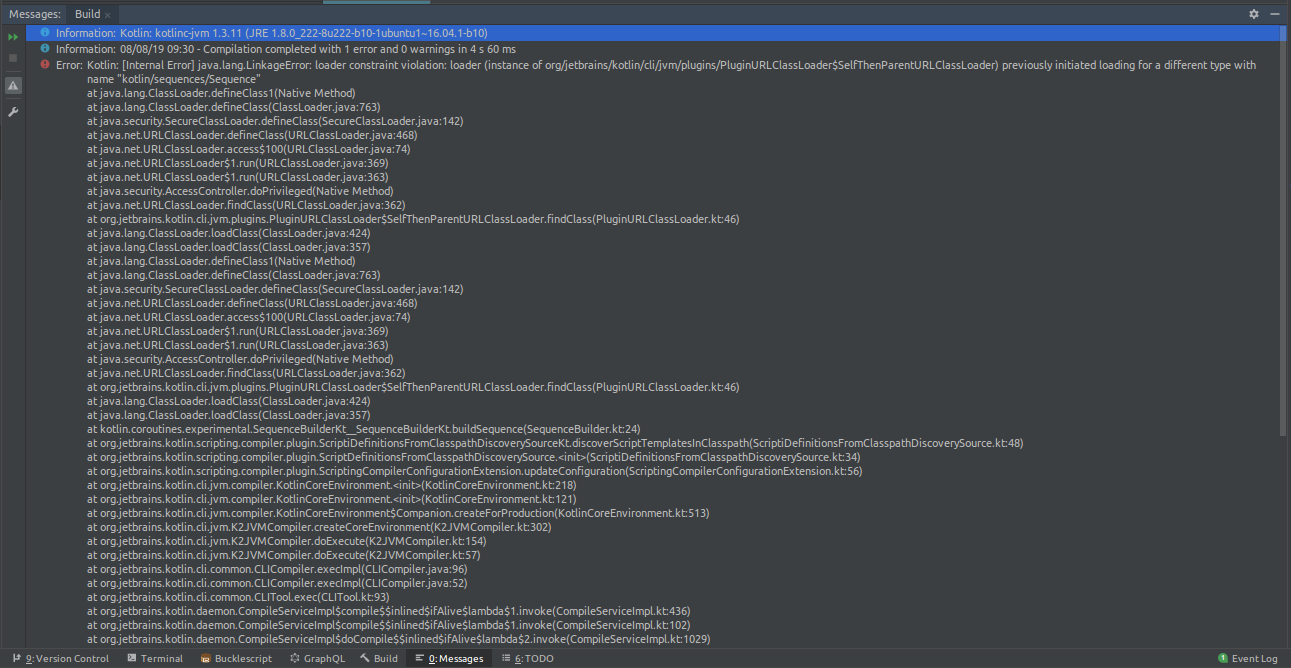 Messages: Build ×
Information: Kotlin: kotlinc-jvm 1.3.11 (JRE 1.8.0_222-8u222-b10-1ubuntu1~16.04.1-b10)
Information: 08/08/19 09:30 - Compilation completed with 1 error and 0 warnings in 4 s 60 ms
Error: Kotlin: [Internal Error] java.lang.LinkageError: loader constraint violation: loader (instance of org/jetbrains/kotlin/cli/jvm/plugins/PluginURLClassLoader$SelfThenParentURLClassLoader) previously initiated loading for a different type with
name "kotlin/sequences/Sequence"
at java.lang.ClassLoader.defineClass1(Native Method)
at java.lang.ClassLoader.defineClass(ClassLoader.java:763)
at java.security.SecureClassLoader.defineClass(SecureClassLoader.java:142)
at java.net.URLClassLoader.defineClass(URLClassLoader.java:468)
at java.net.URLClassLoader.access$100(URLClassLoader.java:74)
at java.net.URLClassLoader$1.run(URLClassLoader.java:369)
at java.net.URLClassLoader$1.run(URLClassLoader.java:363)
at java.security.AccessController.doPrivileged(Native Method)
at java.net.URLClassLoader.findClass(URLClassLoader.java:362)
at org.jetbrains.kotlin.cli.jvm.plugins.PluginURLClassLoader$SelfThenParentURLClassLoader.findClass(PluginURLClassLoader.kt:46)
at java.lang.ClassLoader.loadClass(ClassLoader.java:424)
at java.lang.ClassLoader.loadClass(ClassLoader.java:357)
at java.lang.ClassLoader.defineClass1(Native Method)
at java.lang.ClassLoader.defineClass(ClassLoader.java:763)
at java.security.SecureClassLoader.defineClass(SecureClassLoader.java:142)
at java.net.URLClassLoader.defineClass(URLClassLoader.java:468)
at java.net.URLClassLoader.access$100(URLClassLoader.java:74)
at java.net.URLClassLoader$1.run(URLClassLoader.java:369)
at java.net.URLClassLoader$1.run(URLClassLoader.java:363)
at java.security.AccessController.doPrivileged(Native Method)
at java.net.URLClassLoader.findClass(URLClassLoader.java:362)
at org.jetbrains.kotlin.cli.jvm.plugins.PluginURLClassLoader$SelfThenParentURLClassLoader.findClass(PluginURLClassLoader.kt:46)
at java.lang.ClassLoader.loadClass(ClassLoader.java:424)
at java.lang.ClassLoader.loadClass(ClassLoader.java:357)
at kotlin.coroutines.experimental.SequenceBuilderKt__SequenceBuilderKt.buildSequence(SequenceBuilder.kt:24)
at org.jetbrains.kotlin.scripting.compiler.plugin.ScriptiDefinitionsFromClasspathDiscoverySourceKt.discoverScriptTemplatesInClasspath(ScriptiDefinitionsFromClasspathDiscoverySource.kt:48)
at org.jetbrains.kotlin.scripting.compiler.plugin.ScriptDefinitionsFromClasspathDiscoverySource.<init>(ScriptiDefinitionsFromClasspathDiscoverySource.kt:34)
at org.jetbrains.kotlin.scripting.compiler.plugin.ScriptingCompilerConfigurationExtension.updateConfiguration(ScriptingCompilerConfigurationExtension.kt:56)
at org.jetbrains.kotlin.cli.jvm.compiler.KotlinCoreEnvironment.<init>(KotlinCoreEnvironment.kt:218)
at org.jetbrains.kotlin.cli.jvm.compiler.KotlinCoreEnvironment.<init>(KotlinCoreEnvironment.kt:121)
at org.jetbrains.kotlin.cli.jvm.compiler.KotlinCoreEnvironment$Companion.createForProduction(KotlinCoreEnvironment.kt:513)
at org.jetbrains.kotlin.cli.jvm.K2JVMCompiler.createCoreEnvironment(K2JVMCompiler.kt:302)
at org.jetbrains.kotlin.cli.jvm.K2JVMCompiler.doExecute(K2JVMCompiler.kt:154)
at org.jetbrains.kotlin.cli.jvm.K2JVMCompiler.doExecute(K2JVMCompiler.kt:57)
at org.jetbrains.kotlin.cli.common.CLICompiler.execImpl(CLICompiler.java:96)
at org.jetbrains.kotlin.cli.common.CLICompiler.execImpl(CLICompiler.java:52)
at org.jetbrains.kotlin.cli.common.CLITool.exec(CLITool.kt:93)
at org.jetbrains.kotlin.daemon.CompileServiceImpl$compile$$inlined$ifAlive$lambda$1.invoke(CompileServiceImpl.kt:436)
at org.jetbrains.kotlin.daemon.CompileServiceImpl$compile$$inlined$ifAlive$lambda$1.invoke(CompileServiceImpl.kt:102)
at org.jetbrains.kotlin.daemon.CompileServiceImpl$doCompile$$inlined$ifAlive$lambda$2.invoke(CompileServiceImpl.kt:1029)
9: Version Control Terminal Bucklescript GraphQL Build 0: Messages 6: TODO 1 Event Log